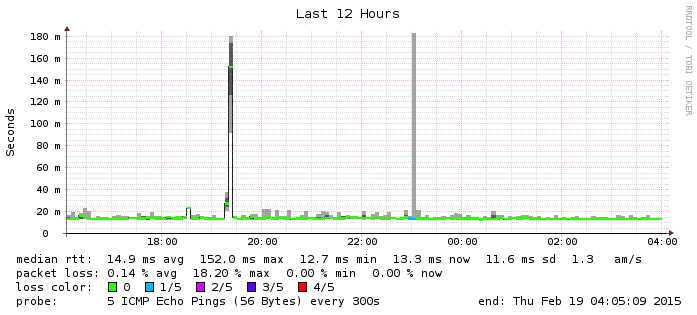 Last 12 Hours
RRDTOOL / TOBI OETIKER
Seconds
180 m
160 m
140 m
120 m
100 m
80 m
60 m
40 m
20 m
0
18:00 20:00 22:00 00:00 02:00 04:00
median rtt: 14.9 ms avg 152.0 ms max 12.7 ms min 13.3 ms now 11.6 ms sd 1.3 am/s
packet loss: 0.14 % avg 18.20 % max 0.00 % min 0.00 % now
loss color: 0 1/5 2/5 3/5 4/5
probe: 5 ICMP Echo Pings (56 Bytes) every 300s end: Thu Feb 19 04:05:09 2015